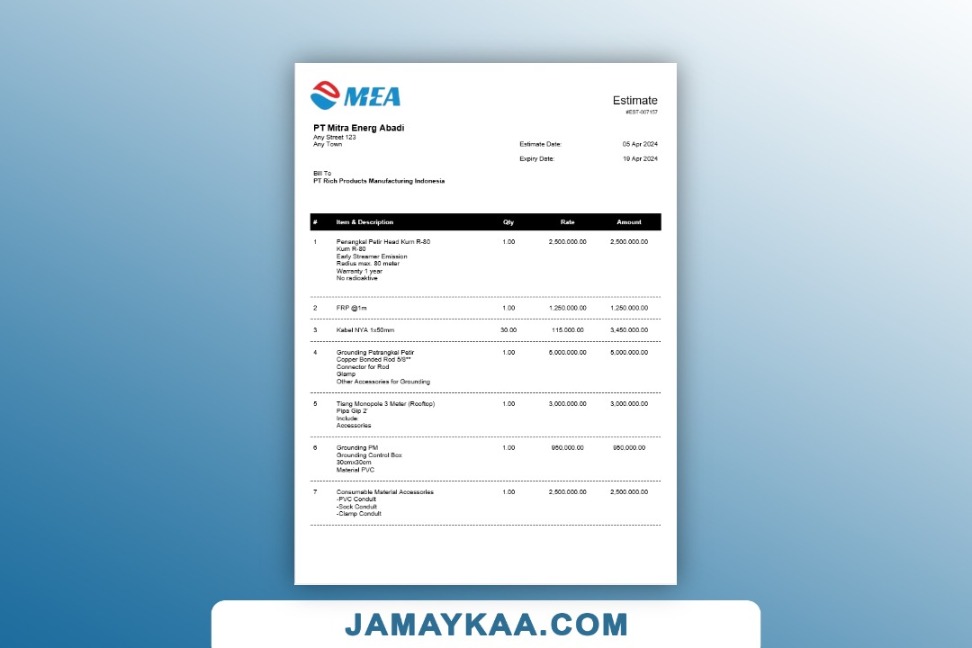 MEA
Estimate
#EST-007157
PT Mitra Energ Abadi
Any Street 123
Any Town
Estimate Date: 05 Apr 2024
Expiry Date: 19 Apr 2024
Bill To
PT Rich Products Manufacturing Indonesia
# Item & Description Qty Rate Amount
1 Penangkal Petir Head Kurn R-80 1.00 2,500,000.00 2,500,000.00
Kurn R-80
Early Streamer Emission
Radius max. 80 meter
Warranty 1 year
No radioaktive
2 FRP @1m 1.00 1,250,000.00 1,250,000.00
3 Kabel NYA 1x50mm 30.00 115.000.00 3,450,000.00
4 Grounding Petrangkal Petir 1.00 5,000,000.00 5,000,000.00
Copper Bonded Rod 5/8""
Connector for Rod
Glamp
Other Accessories for Grounding
5 Tiang Monopole 3 Meter (Rooftop) 1.00 3,000,000.00 3,000,000.00
Pipa Gip 2'
Include:
Accessories
6 Grounding PM 1.00 950,000.00 950,000.00
Grounding Control Box
30cmx30cm
Material PVC
7 Consumable Material Accessories 1.00 2,500,000.00 2,500,000.00
-PVC Conduit
-Sock Conduit
-Clamp Conduit
JAMAYKAA.COM